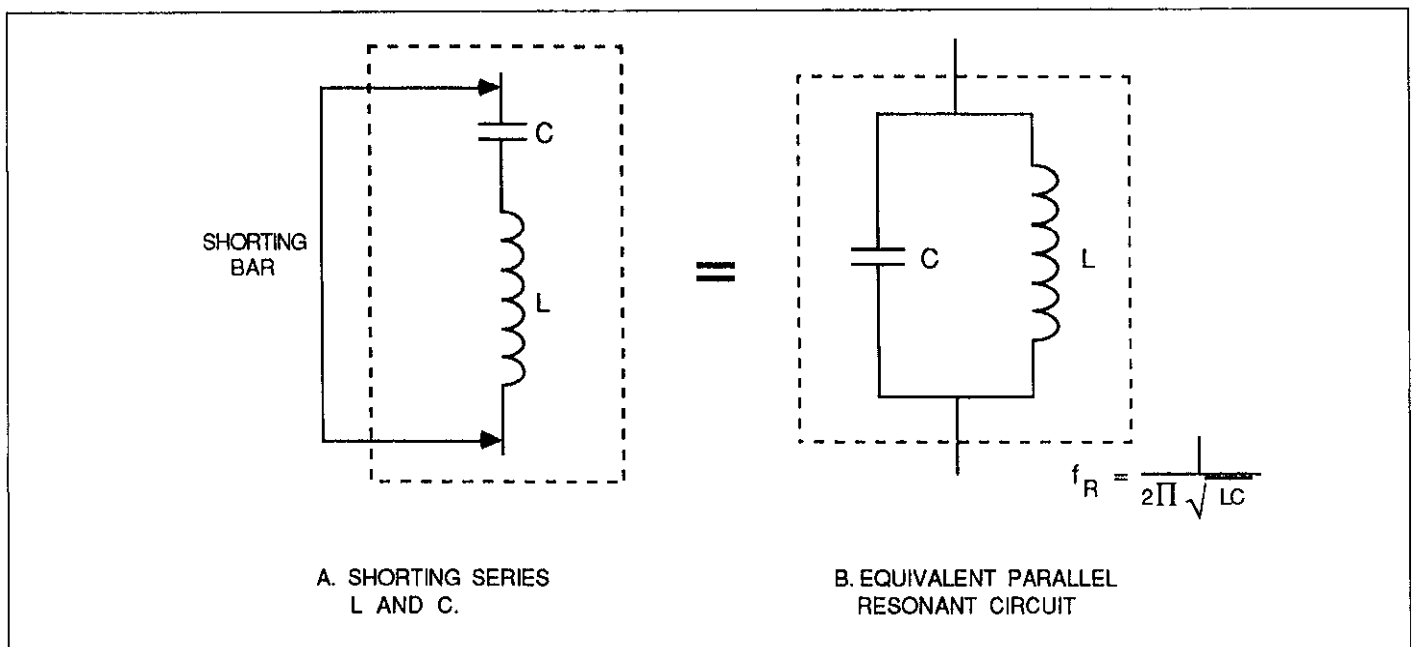 SHORTING
BAR
C
L
=
C
L
f_R = 1 / 2Π √LC
A. SHORTING SERIES
L AND C.
B. EQUIVALENT PARALLEL
RESONANT CIRCUIT